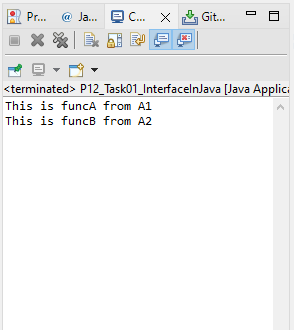 Pr...
Ja...
C...
Git...
<terminated> P12_Task01_InterfaceInJava [Java Applica
This is funcA from A1
This is funcB from A2